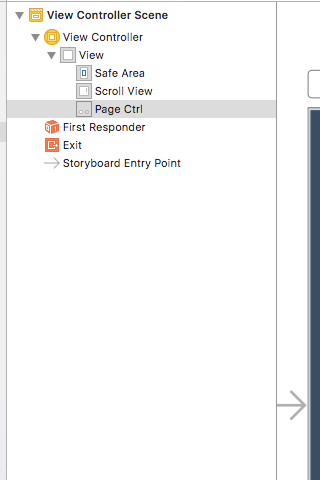 View Controller Scene
View Controller
View
Safe Area
Scroll View
Page Ctrl
First Responder
Exit
Storyboard Entry Point